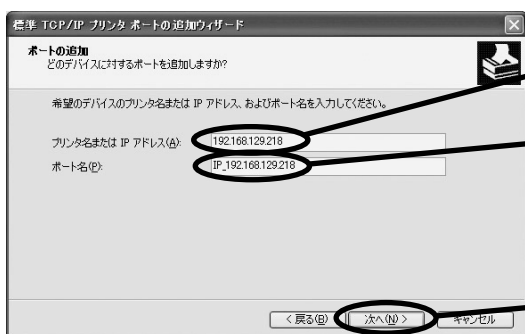 標準 TCP/IP プリンタ ポートの追加ウィザード
ポートの追加
どのデバイスに対するポートを追加しますか?
希望のデバイスのプリンタ名または IP アドレス、およびポート名を入力してください。
プリンタ名または IP アドレス(A): 192.168.129.218
ポート名(P): IP_192.168.129.218
< 戻る(B) 次へ(N) > キャンセル